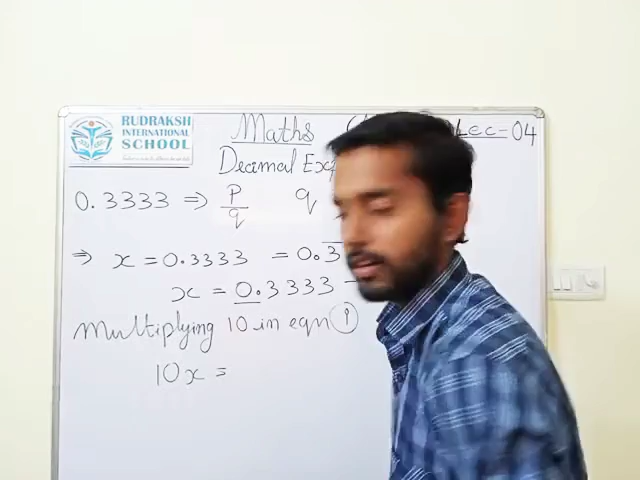 RUDRAKSH
INTERNATIONAL
SCHOOL
Maths
Lec-04
Decimal Exp
0.3333 ⇒ p/q q
⇒ x = 0.3333 = 0.3̅
x = 0.3333
Multiplying 10 in eqn ①
10x =